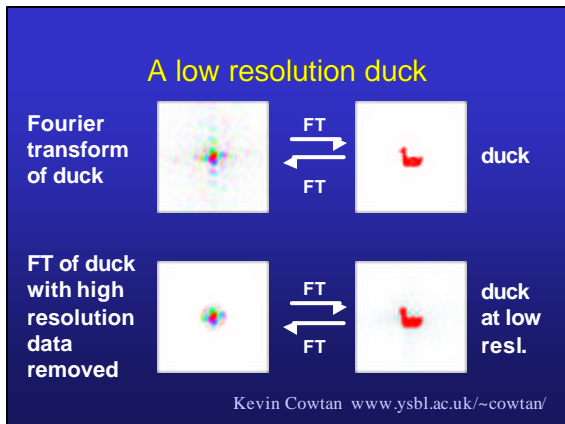 A low resolution duck
Fourier
transform
of duck
FT
FT
duck
FT of duck
with high
resolution
data
removed
FT
FT
duck
at low
resl.
Kevin Cowtan www.ysbl.ac.uk/~cowtan/